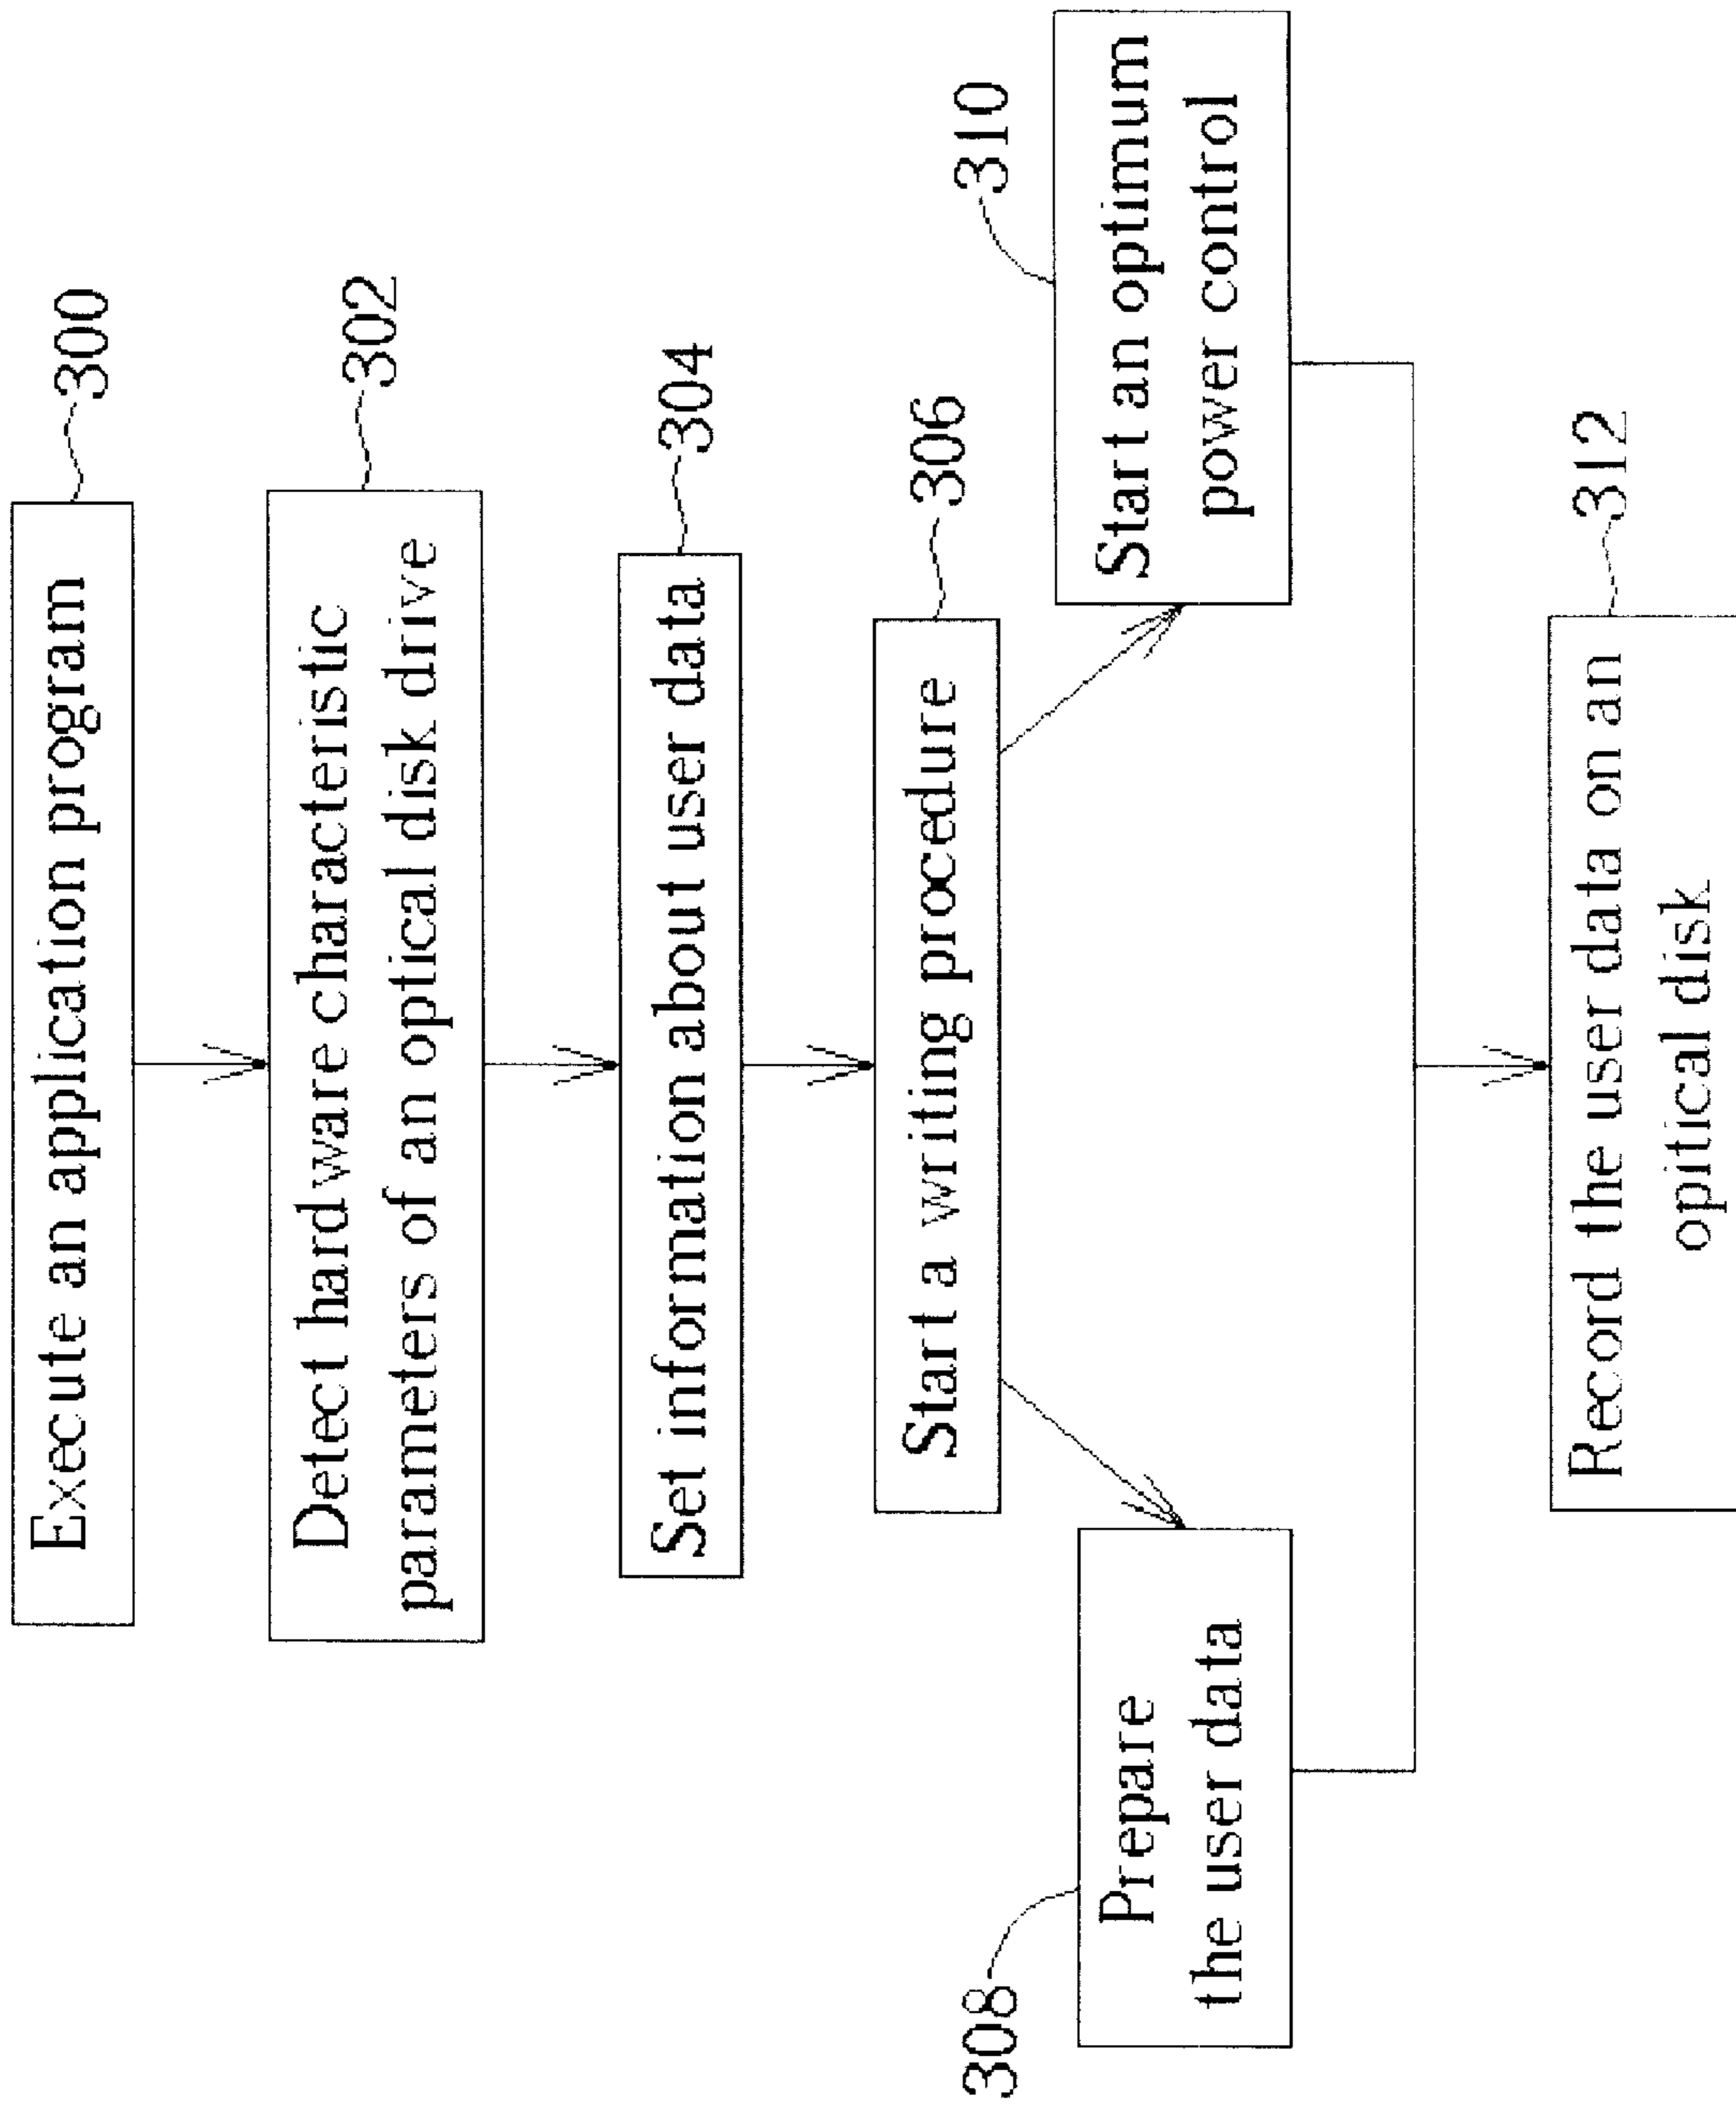 Execute an application program
300
Detect hardware characteristic
parameters of an optical disk drive
302
Set information about user data
304
Start a writing procedure
306
308
Prepare
the user data
310
Start an optimum
power control
Record the user data on an
opitical disk
312